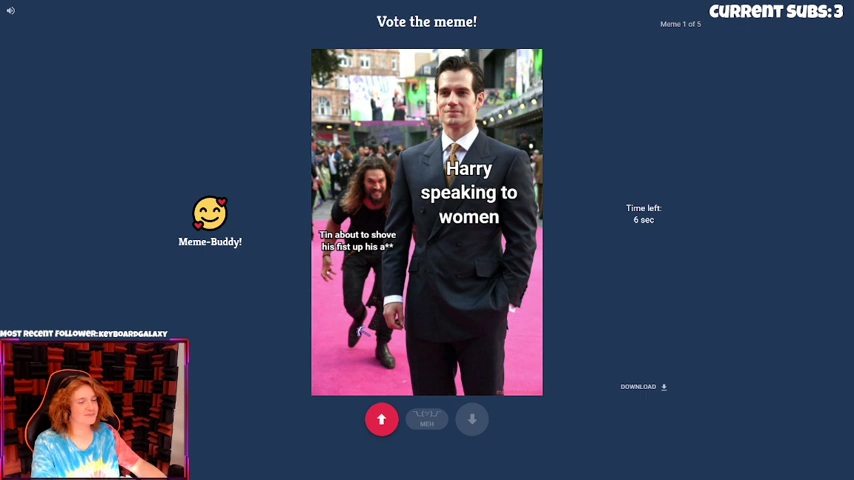 CURRENT SUBS: 3
Vote the meme!
Meme 1 of 5
Harry
speaking to
women
Tin about to shove
his fist up his a**
Meme-Buddy!
Time left:
6 sec
MOST RECENT FOLLOWER: KEYBOARDGALAXY
DOWNLOAD
MEH